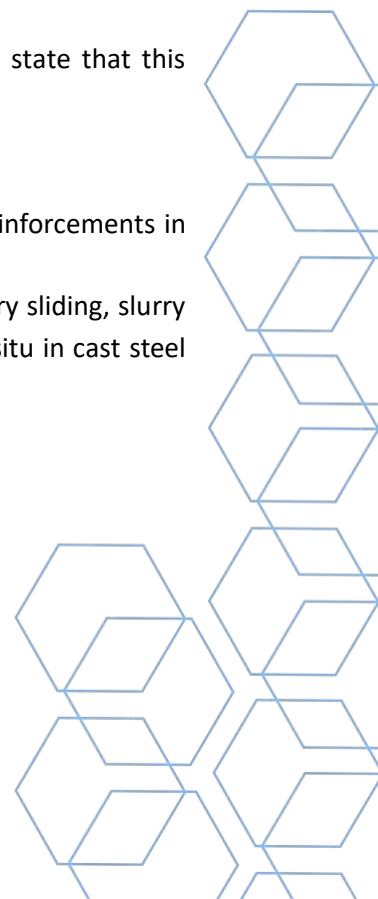 state that this
inforcements in
ry sliding, slurry
situ in cast steel